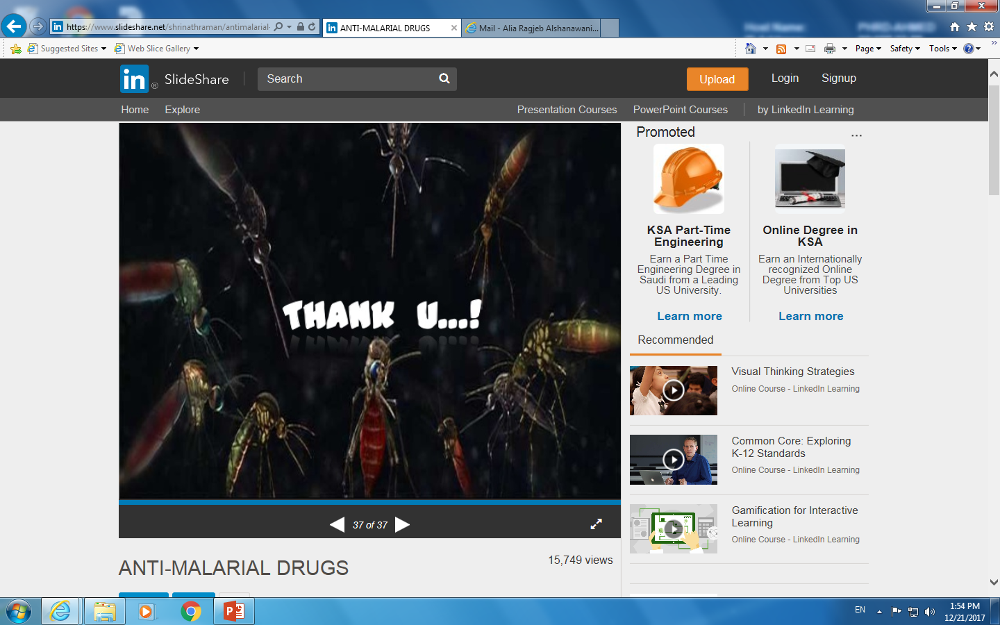 https://www.slideshare.net/shrinathraman/antimalarial-
in ANTI-MALARIAL DRUGS
Mail - Alia Ragjeb Alshanawani...
Suggested Sites
Web Slice Gallery
Page
Safety
Tools
in ® SlideShare
Search
Upload
Login
Signup
Home
Explore
Presentation Courses
PowerPoint Courses
by LinkedIn Learning
THANK U...!
37 of 37
ANTI-MALARIAL DRUGS
15,749 views
Promoted
...
KSA Part-Time
Engineering
Earn a Part Time
Engineering Degree in
Saudi from a Leading
US University.
Learn more
Online Degree in
KSA
Earn an Internationally
recognized Online
Degree from Top US
Universities
Learn more
Recommended
Visual Thinking Strategies
Online Course - LinkedIn Learning
Common Core: Exploring
K-12 Standards
Online Course - LinkedIn Learning
Gamification for Interactive
Learning
Online Course - LinkedIn Learning
EN
1:54 PM
12/21/2017